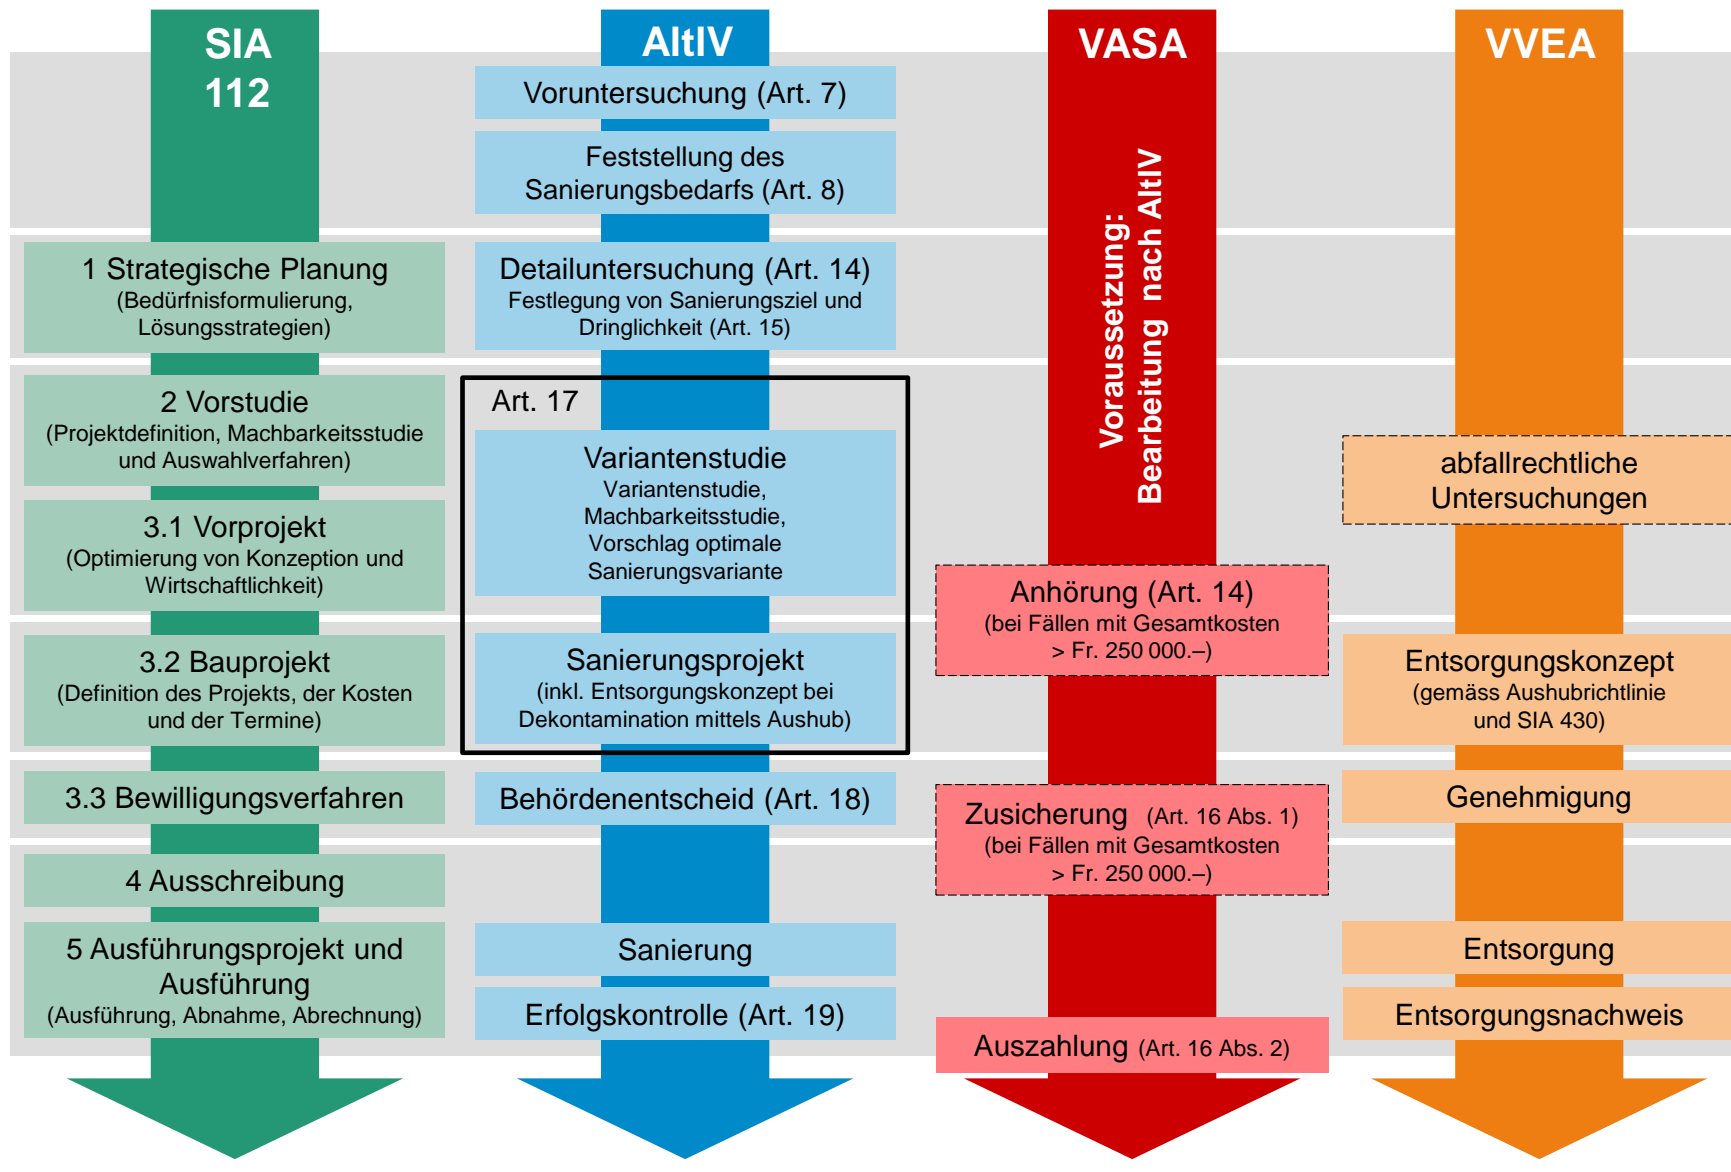 SIA
112
1 Strategische Planung
(Bedürfnisformulierung,
Lösungsstrategien)
2 Vorstudie
(Projektdefinition, Machbarkeitsstudie
und Auswahlverfahren)
3.1 Vorprojekt
(Optimierung von Konzeption und
Wirtschaftlichkeit)
3.2 Bauprojekt
(Definition des Projekts, der Kosten
und der Termine)
3.3 Bewilligungsverfahren
4 Ausschreibung
5 Ausführungsprojekt und
Ausführung
(Ausführung, Abnahme, Abrechnung)
AltlV
Voruntersuchung (Art. 7)
Feststellung des
Sanierungsbedarfs (Art. 8)
Detailuntersuchung (Art. 14)
Festlegung von Sanierungsziel und
Dringlichkeit (Art. 15)
Art. 17
Variantenstudie
Variantenstudie,
Machbarkeitsstudie,
Vorschlag optimale
Sanierungsvariante
Sanierungsprojekt
(inkl. Entsorgungskonzept bei
Dekontamination mittels Aushub)
Behördenentscheid (Art. 18)
Sanierung
Erfolgskontrolle (Art. 19)
VASA
Voraussetzung:
Bearbeitung nach AltlV
Anhörung (Art. 14)
(bei Fällen mit Gesamtkosten
> Fr. 250 000.–)
Zusicherung (Art. 16 Abs. 1)
(bei Fällen mit Gesamtkosten
> Fr. 250 000.–)
Auszahlung (Art. 16 Abs. 2)
VVEA
abfallrechtliche
Untersuchungen
Entsorgungskonzept
(gemäss Aushubrichtlinie
und SIA 430)
Genehmigung
Entsorgung
Entsorgungsnachweis